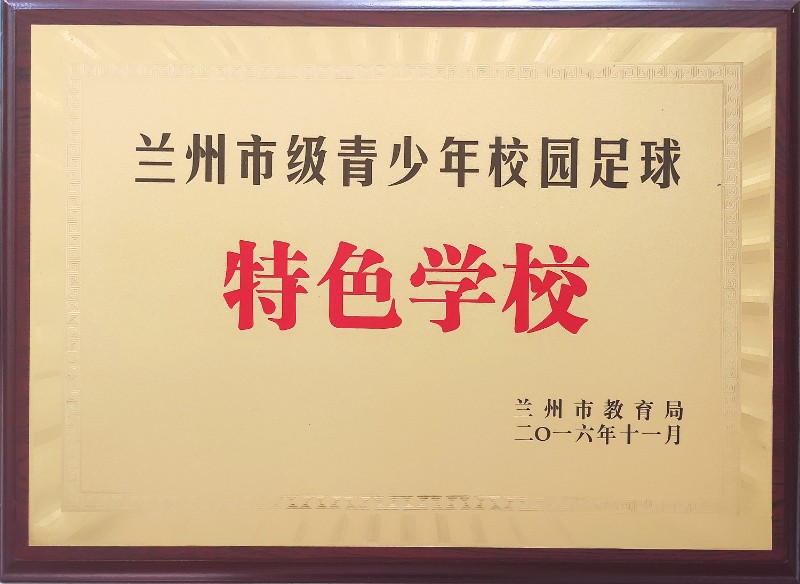 兰州市级青少年校园足球
特色学校
兰州市教育局
二〇一六年十一月